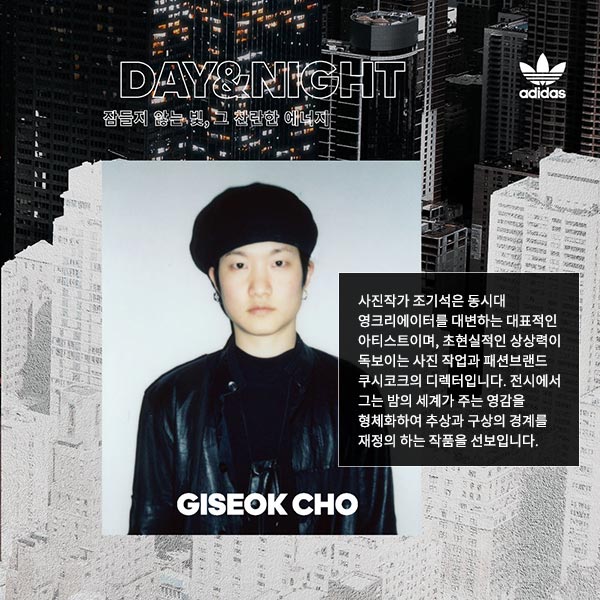 DAY&NIGHT
adidas
잠들지 않는 빛, 그 찬란한 에너지
사진작가 조기석은 동시대
영크리에이터를 대변하는 대표적인
아티스트이며, 초현실적인 상상력이
독보이는 사진 작업과 패션브랜드
쿠시코크의 디렉터입니다. 전시에서
그는 밤의 세계가 주는 영감을
형체화하여 추상과 구상의 경계를
재정의 하는 작품을 선보입니다.
GISEOK CHO